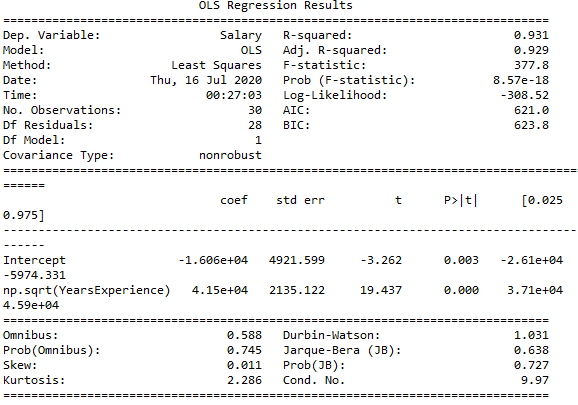 OLS Regression Results
==============================================================================
Dep. Variable: Salary R-squared: 0.931
Model: OLS Adj. R-squared: 0.929
Method: Least Squares F-statistic: 377.8
Date: Thu, 16 Jul 2020 Prob (F-statistic): 8.57e-18
Time: 00:27:03 Log-Likelihood: -308.52
No. Observations: 30 AIC: 621.0
Df Residuals: 28 BIC: 623.8
Df Model: 1
Covariance Type: nonrobust
==================================================================================
======
coef std err t P>|t| [0.025
0.975]
----------------------------------------------------------------------------------
------
Intercept -1.606e+04 4921.599 -3.262 0.003 -2.61e+04
-5974.331
np.sqrt(YearsExperience) 4.15e+04 2135.122 19.437 0.000 3.71e+04
4.59e+04
==============================================================================
Omnibus: 0.588 Durbin-Watson: 1.031
Prob(Omnibus): 0.745 Jarque-Bera (JB): 0.638
Skew: 0.011 Prob(JB): 0.727
Kurtosis: 2.286 Cond. No. 9.97
==============================================================================